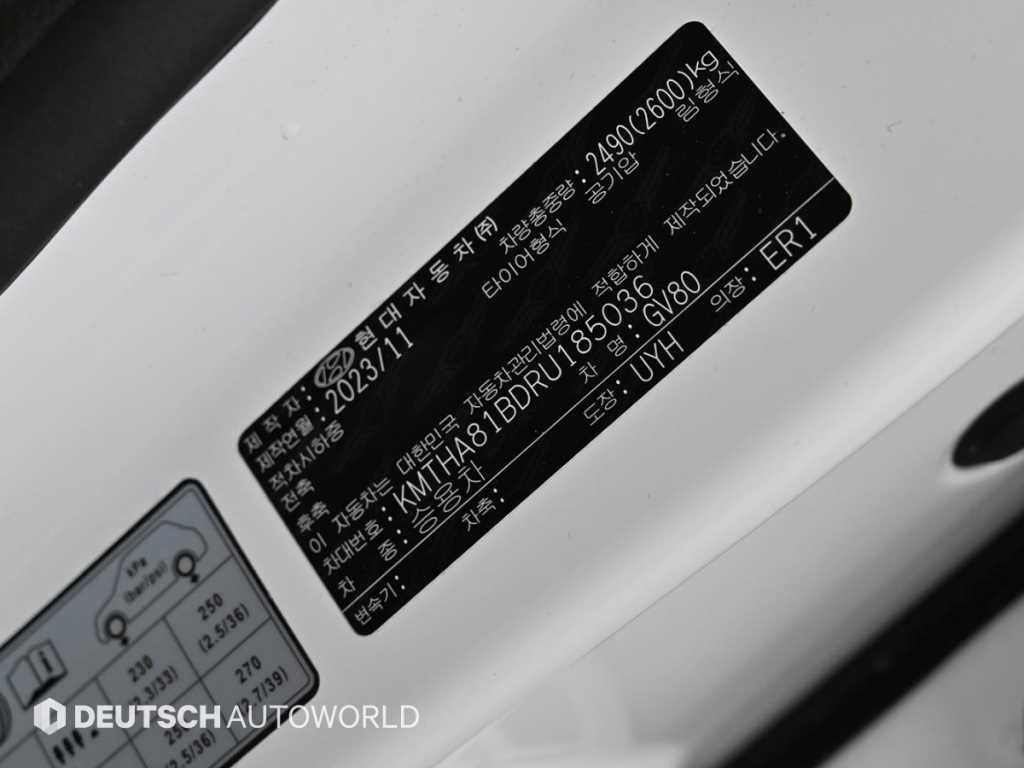 제 작 자 : 현 대 자 동 차 ㈜
제작연월 : 2023/11 차량총중량 : 2490(2600)kg
적차시하중 타이어형식 공기압 림형식
전축
후축
이 자동차는 대한민국 자동차관리법령에 적합하게 제작되었습니다.
차대번호 : KMTHA81BDRU185036
차 종 : 승용차 차 명 : GV80
변속기 : 차축 : 도장 : UYH 의장 : ER1
kPa
(bar/psi)
230 250
(2.3/33) (2.5/36)
250 270
(2.5/36) (2.7/39)
DEUTSCH AUTOWORLD